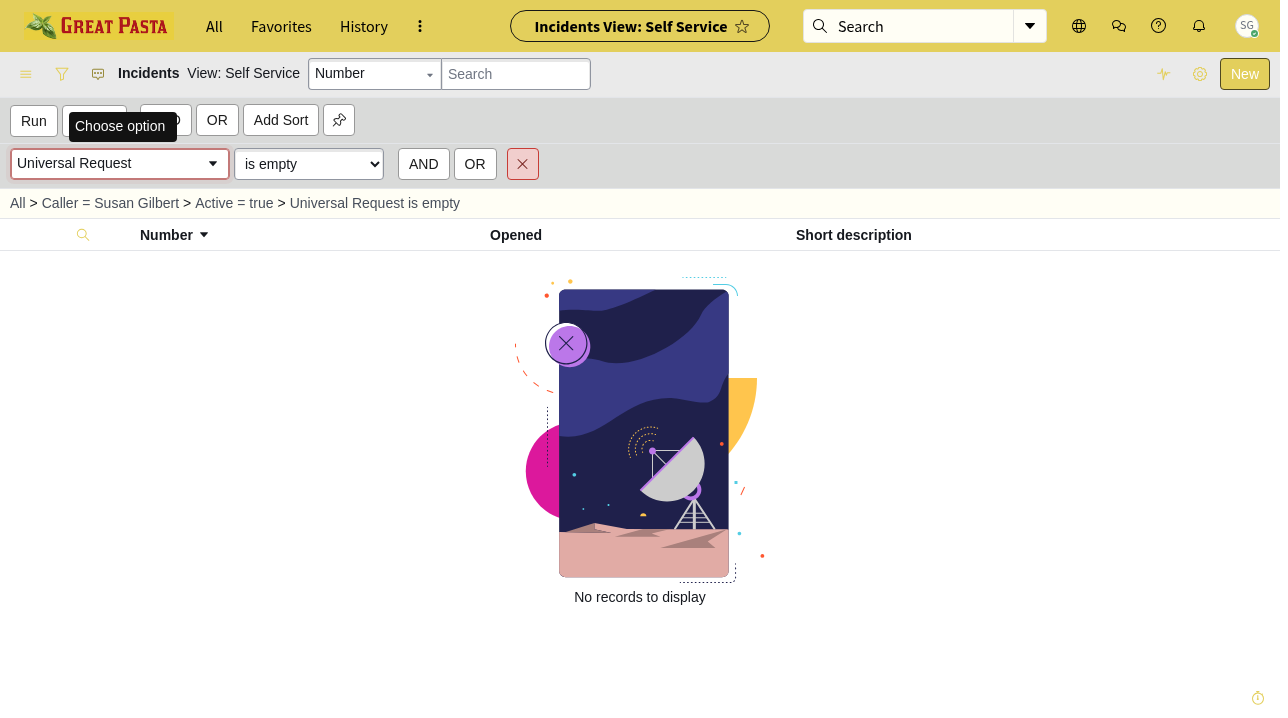 GREAT PASTA All Favorites History Incidents View: Self Service Search SG
Incidents View: Self Service Number Search New
Run OR Add Sort
Choose option
Universal Request is empty AND OR
All > Caller = Susan Gilbert > Active = true > Universal Request is empty
Number Opened Short description
No records to display